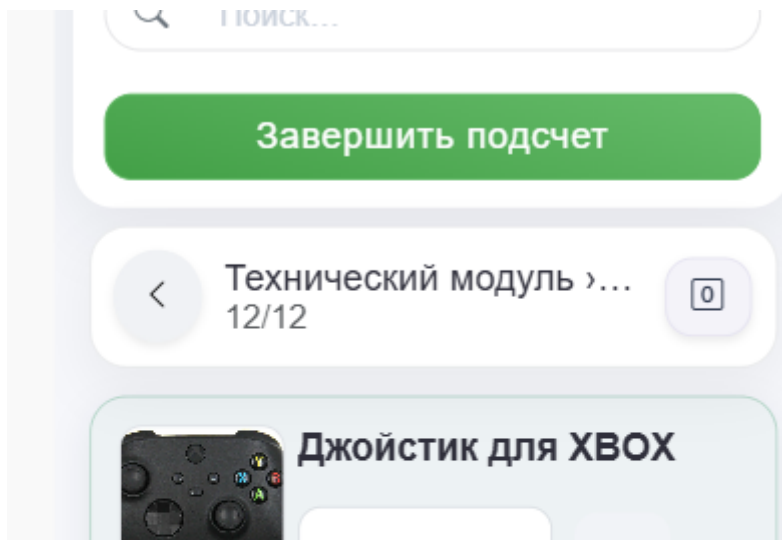 Поиск...
Завершить подсчет
Технический модуль ›...
12/12
0
Джойстик для XBOX
Y
X
B
A